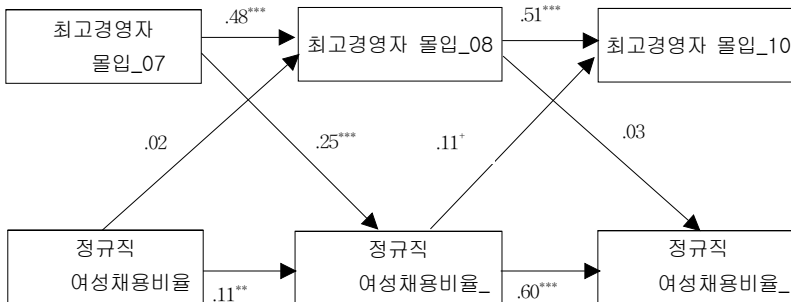 최고경영자
몰입_07
.48***
최고경영자 몰입_08
.51***
최고경영자 몰입_10
.02
.25***
.11+
.03
정규직
여성채용비율
.11**
정규직
여성채용비율_
.60***
정규직
여성채용비율_